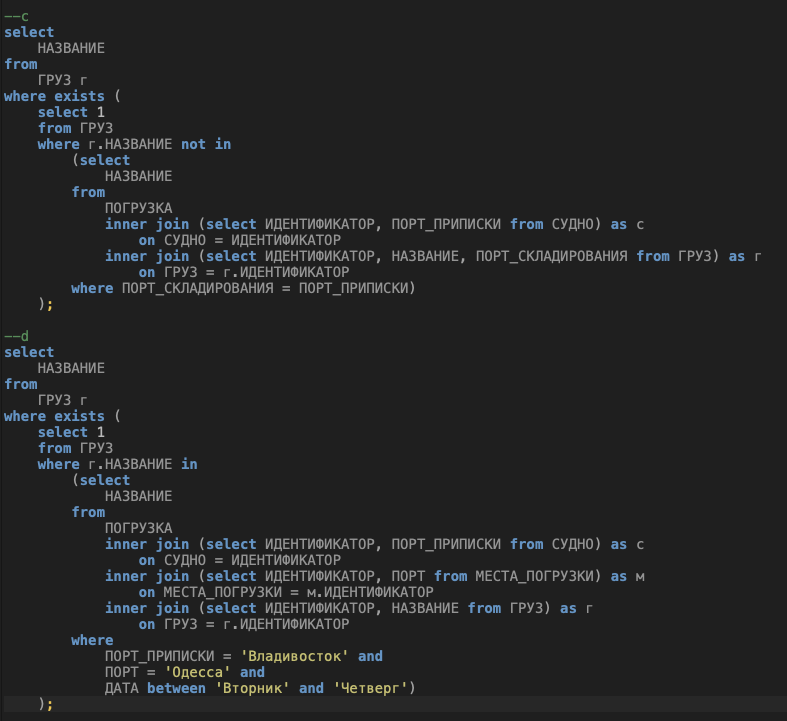 --c
select
    НАЗВАНИЕ
from
    ГРУЗ г
where exists (
    select 1
    from ГРУЗ
    where г.НАЗВАНИЕ not in
        (select
            НАЗВАНИЕ
        from
            ПОГРУЗКА
            inner join (select ИДЕНТИФИКАТОР, ПОРТ_ПРИПИСКИ from СУДНО) as с
                on СУДНО = ИДЕНТИФИКАТОР
            inner join (select ИДЕНТИФИКАТОР, НАЗВАНИЕ, ПОРТ_СКЛАДИРОВАНИЯ from ГРУЗ) as г
                on ГРУЗ = г.ИДЕНТИФИКАТОР
        where ПОРТ_СКЛАДИРОВАНИЯ = ПОРТ_ПРИПИСКИ)
    );
--d
select
    НАЗВАНИЕ
from
    ГРУЗ г
where exists (
    select 1
    from ГРУЗ
    where г.НАЗВАНИЕ in
        (select
            НАЗВАНИЕ
        from
            ПОГРУЗКА
            inner join (select ИДЕНТИФИКАТОР, ПОРТ_ПРИПИСКИ from СУДНО) as с
                on СУДНО = ИДЕНТИФИКАТОР
            inner join (select ИДЕНТИФИКАТОР, ПОРТ from МЕСТА_ПОГРУЗКИ) as м
                on МЕСТА_ПОГРУЗКИ = м.ИДЕНТИФИКАТОР
            inner join (select ИДЕНТИФИКАТОР, НАЗВАНИЕ from ГРУЗ) as г
                on ГРУЗ = г.ИДЕНТИФИКАТОР
        where
            ПОРТ_ПРИПИСКИ = 'Владивосток' and
            ПОРТ = 'Одесса' and
            ДАТА between 'Вторник' and 'Четверг')
    );